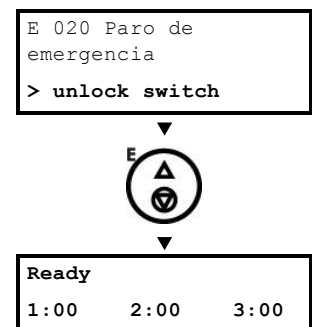 E 020 Paro de
emergencia
> unlock switch
E
Ready
1:00 2:00 3:00